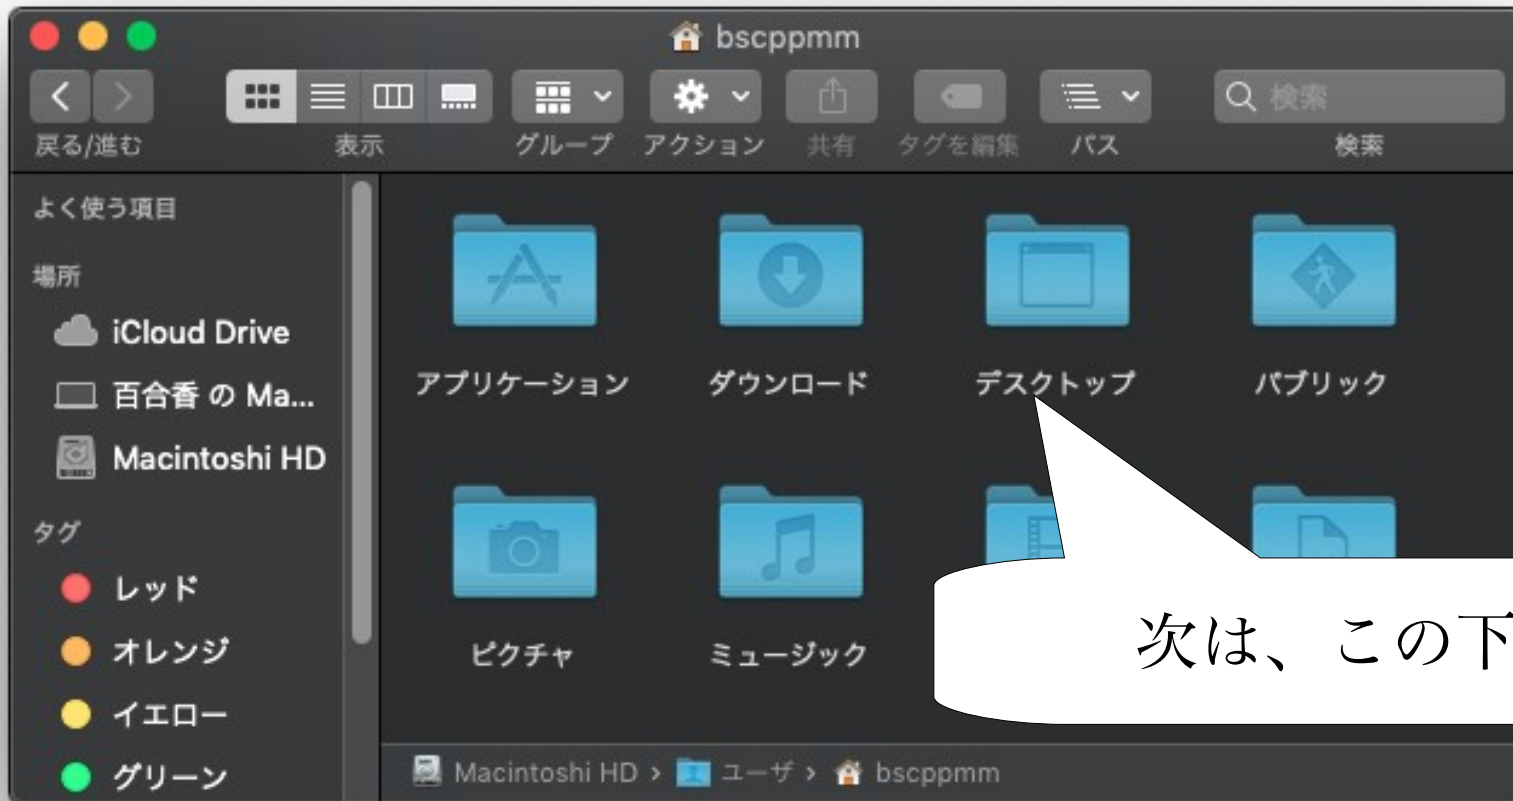 bscppmm
検索
戻る/進む
表示
グループ
アクション
共有
タグを編集
パス
検索
よく使う項目
場所
iCloud Drive
百合香 の Ma...
Macintoshi HD
タグ
レッド
オレンジ
イエロー
グリーン
アプリケーション
ダウンロード
デスクトップ
パブリック
ピクチャ
ミュージック
次は、この下
Macintoshi HD › ユーザ › bscppmm